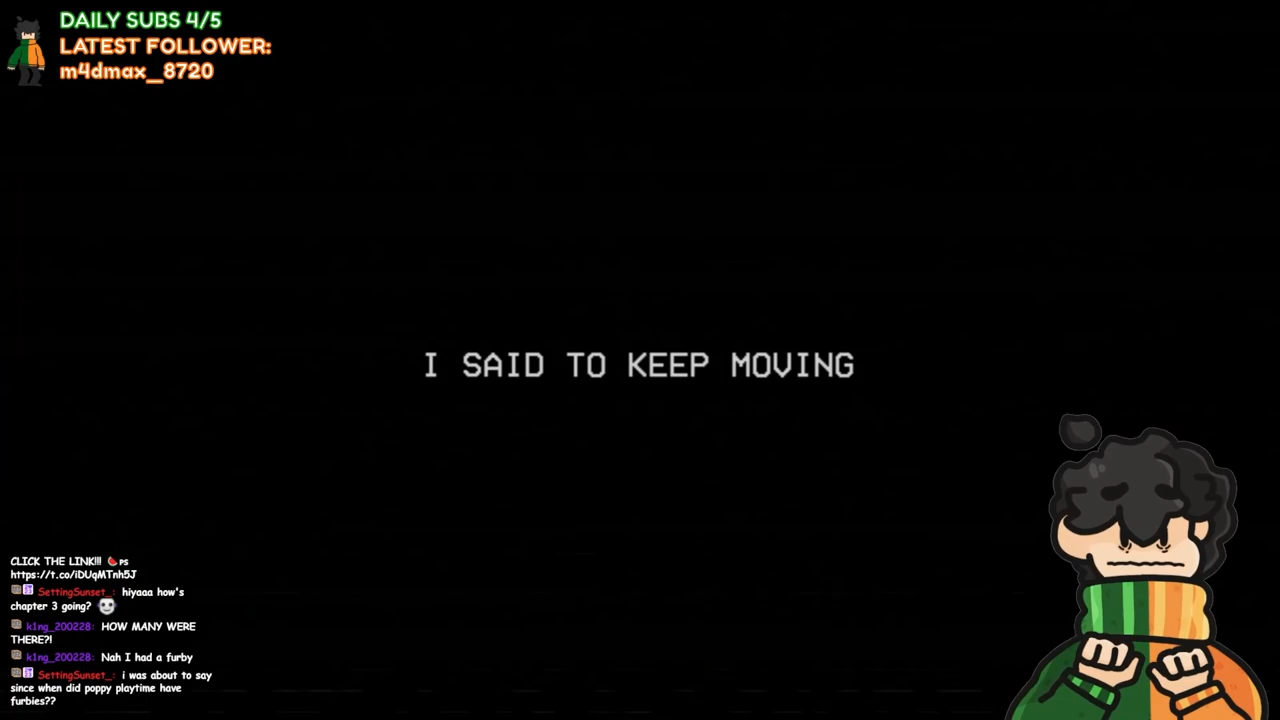 DAILY SUBS 4/5
LATEST FOLLOWER:
m4dmax_8720
I SAID TO KEEP MOVING
CLICK THE LINK!!! 🍉ps
https://t.co/iDUqMTnh5J
SettingSunset_: hiyaaa how's
chapter 3 going?
k1ng_200228: HOW MANY WERE
THERE?!
k1ng_200228: Nah I had a furby
SettingSunset_: i was about to say
since when did poppy playtime have
furbies??